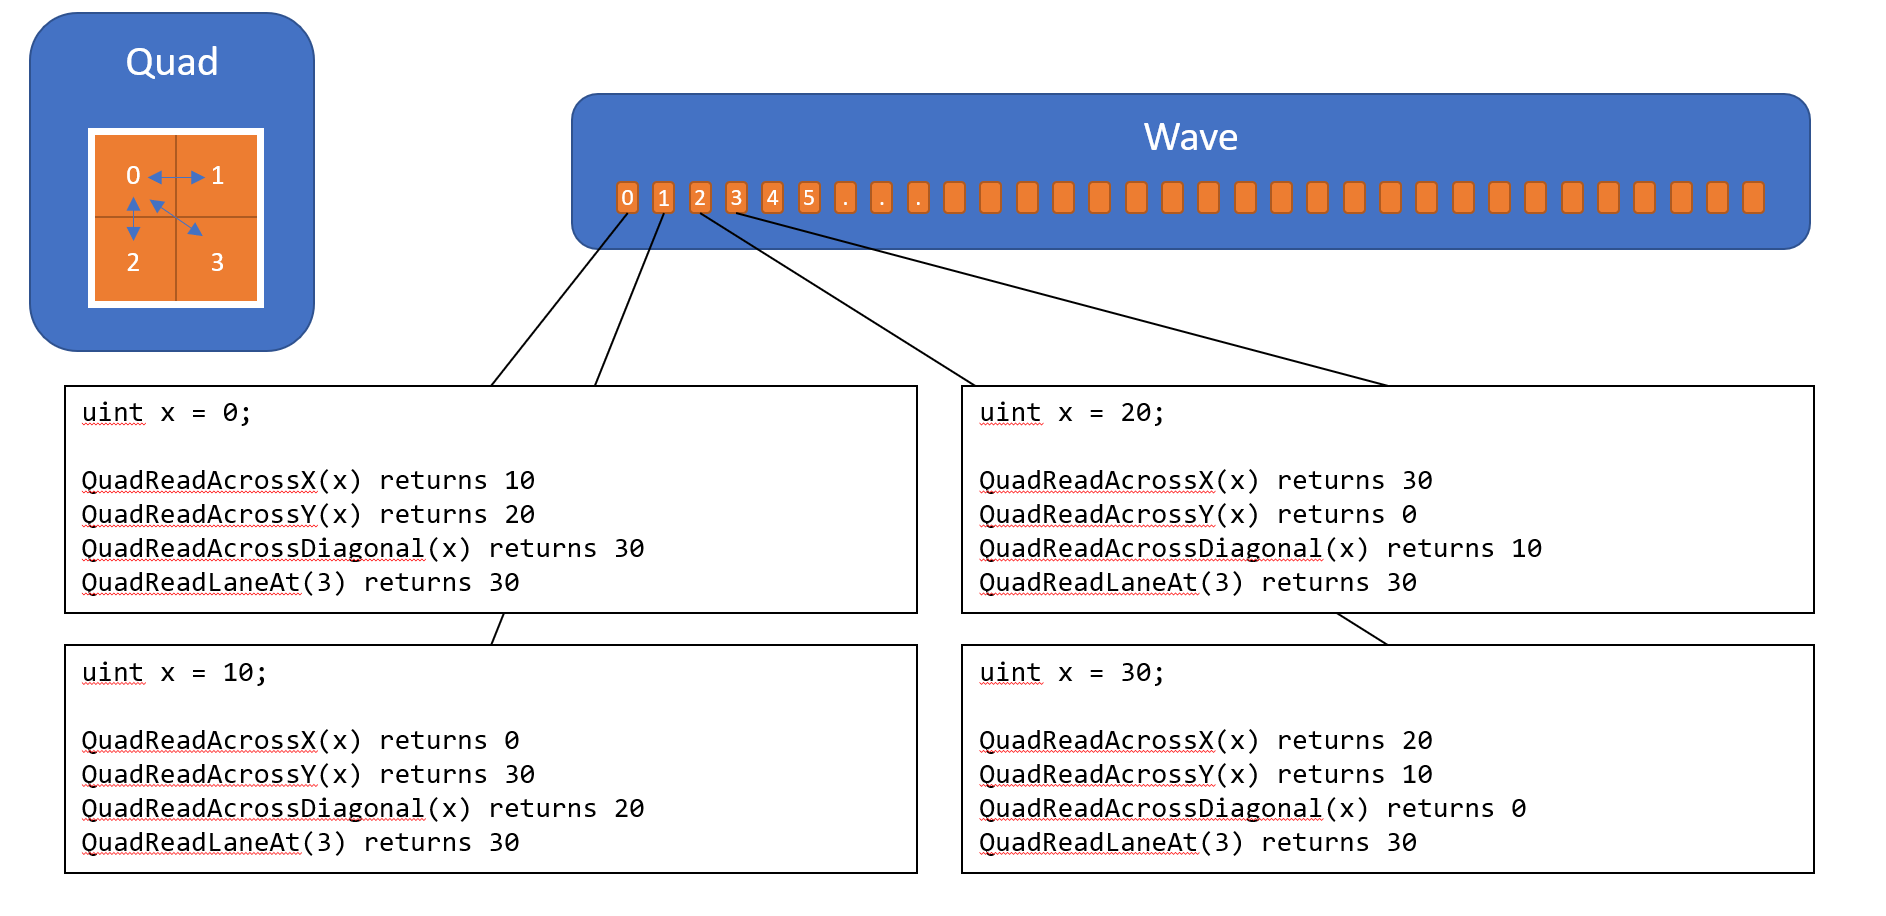 Quad
0 1
2 3
Wave
0 1 2 3 4 5 . . .
uint x = 0;
QuadReadAcrossX(x) returns 10
QuadReadAcrossY(x) returns 20
QuadReadAcrossDiagonal(x) returns 30
QuadReadLaneAt(3) returns 30
uint x = 20;
QuadReadAcrossX(x) returns 30
QuadReadAcrossY(x) returns 0
QuadReadAcrossDiagonal(x) returns 10
QuadReadLaneAt(3) returns 30
uint x = 10;
QuadReadAcrossX(x) returns 0
QuadReadAcrossY(x) returns 30
QuadReadAcrossDiagonal(x) returns 20
QuadReadLaneAt(3) returns 30
uint x = 30;
QuadReadAcrossX(x) returns 20
QuadReadAcrossY(x) returns 10
QuadReadAcrossDiagonal(x) returns 0
QuadReadLaneAt(3) returns 30